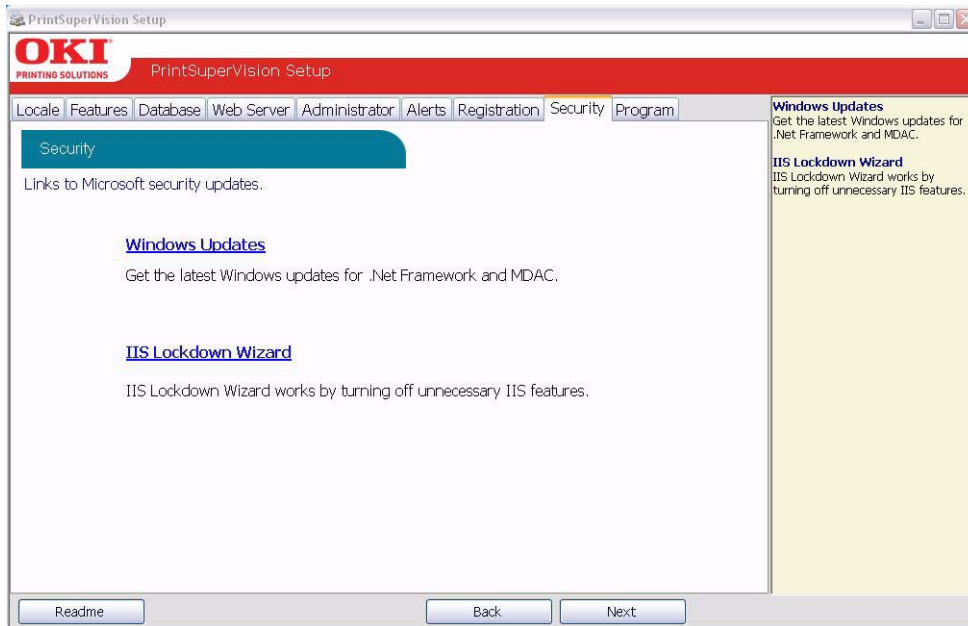 PrintSuperVision Setup
OKI
PRINTING SOLUTIONS
PrintSuperVision Setup
Locale Features Database Web Server Administrator Alerts Registration Security Program
Security
Links to Microsoft security updates.
Windows Updates
Get the latest Windows updates for .Net Framework and MDAC.
IIS Lockdown Wizard
IIS Lockdown Wizard works by turning off unnecessary IIS features.
Windows Updates
Get the latest Windows updates for
.Net Framework and MDAC.
IIS Lockdown Wizard
IIS Lockdown Wizard works by
turning off unnecessary IIS features.
Readme Back Next